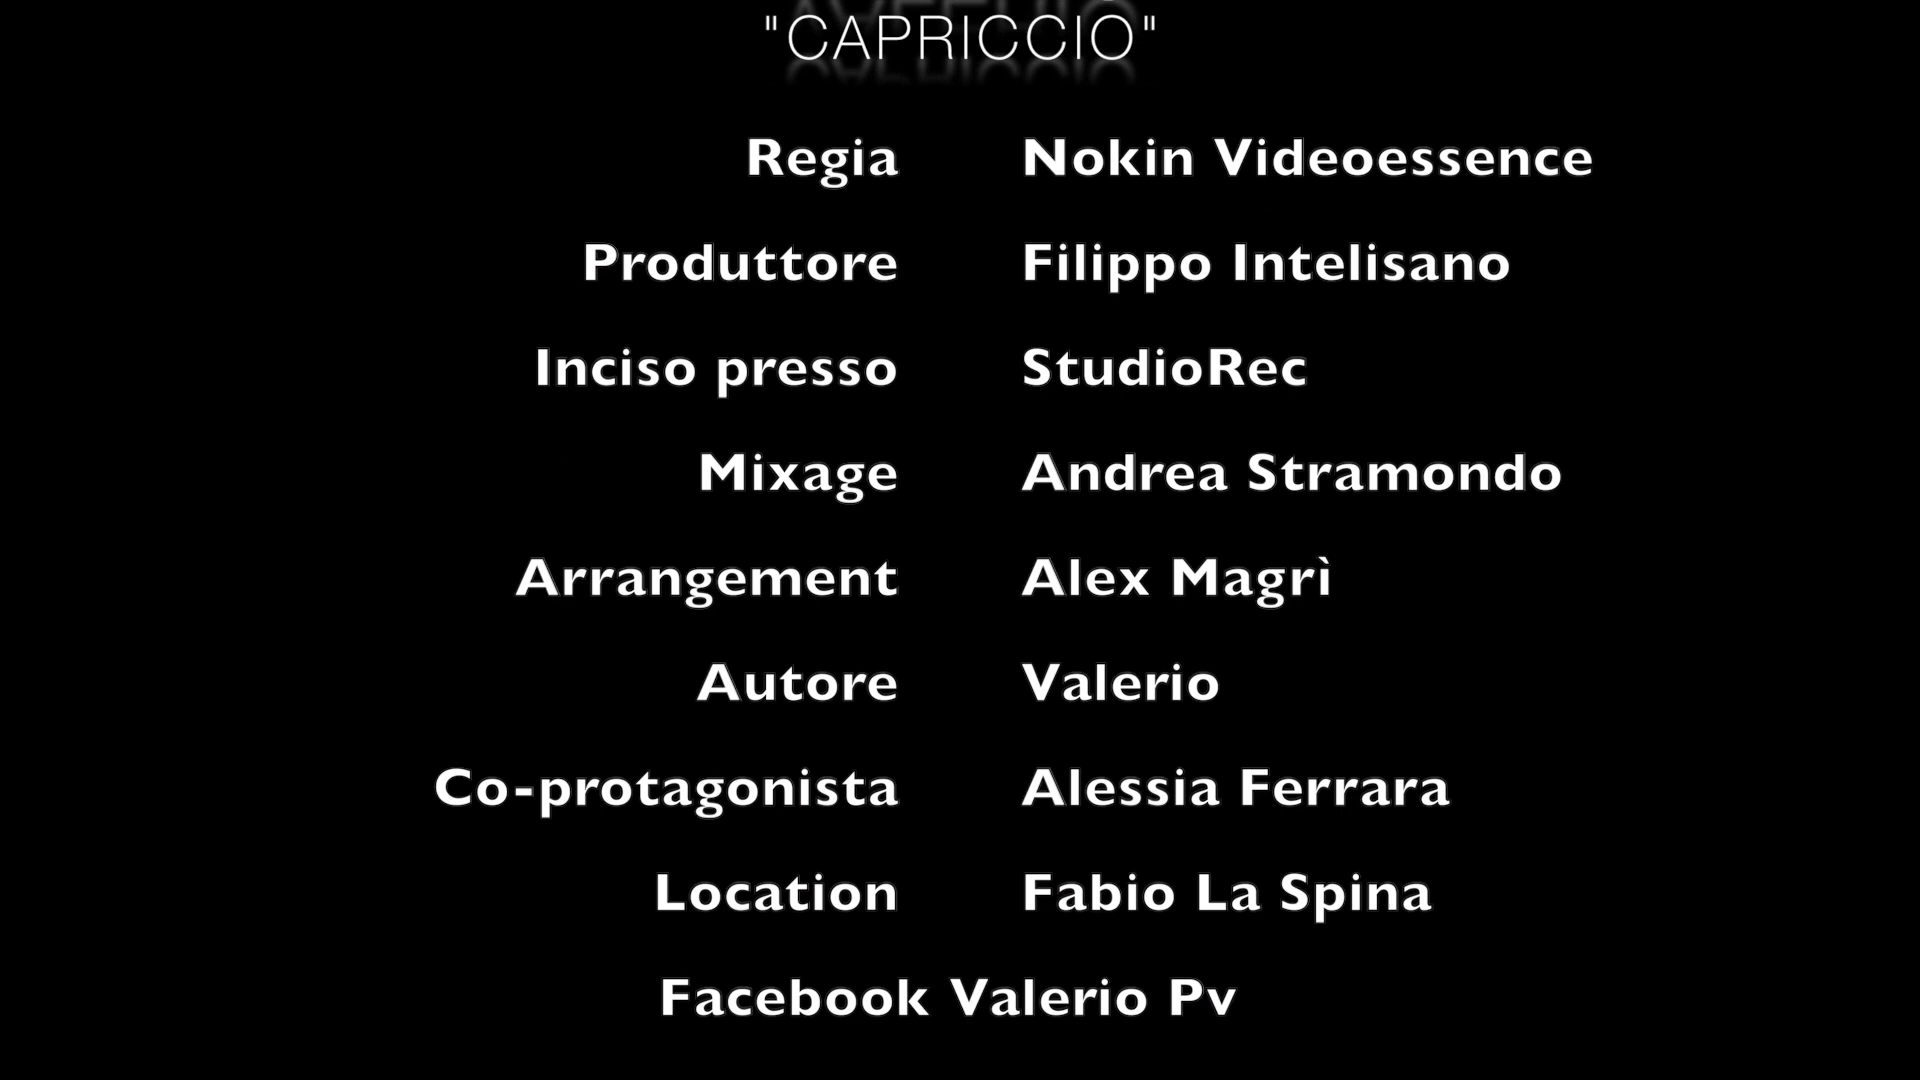 "CAPRICCIO"
Regia Nokin Videoessence
Produttore Filippo Intelisano
Inciso presso StudioRec
Mixage Andrea Stramondo
Arrangement Alex Magrì
Autore Valerio
Co-protagonista Alessia Ferrara
Location Fabio La Spina
Facebook Valerio Pv